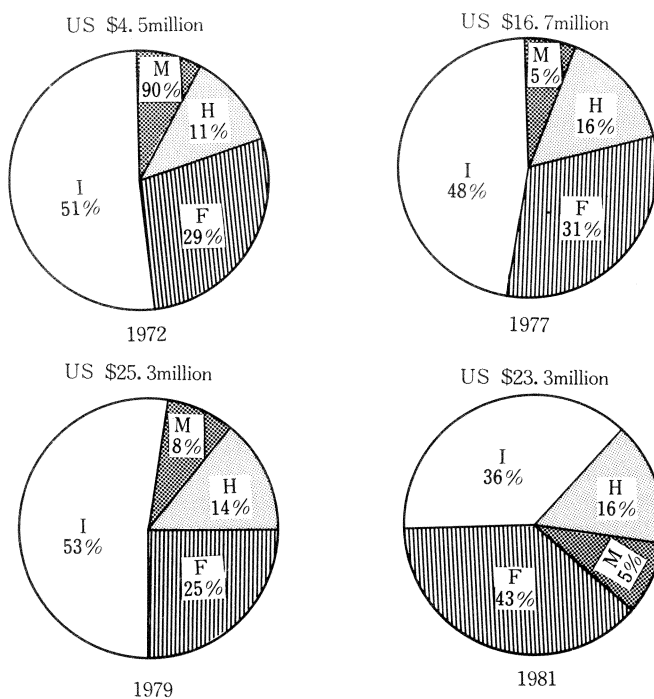 US $4.5million
M
90%
H
11%
I
51%
F
29%
1972
US $16.7million
M
5%
H
16%
I
48%
F
31%
1977
US $25.3million
M
8%
H
14%
I
53%
F
25%
1979
US $23.3million
I
36%
H
16%
M
5%
F
43%
1981